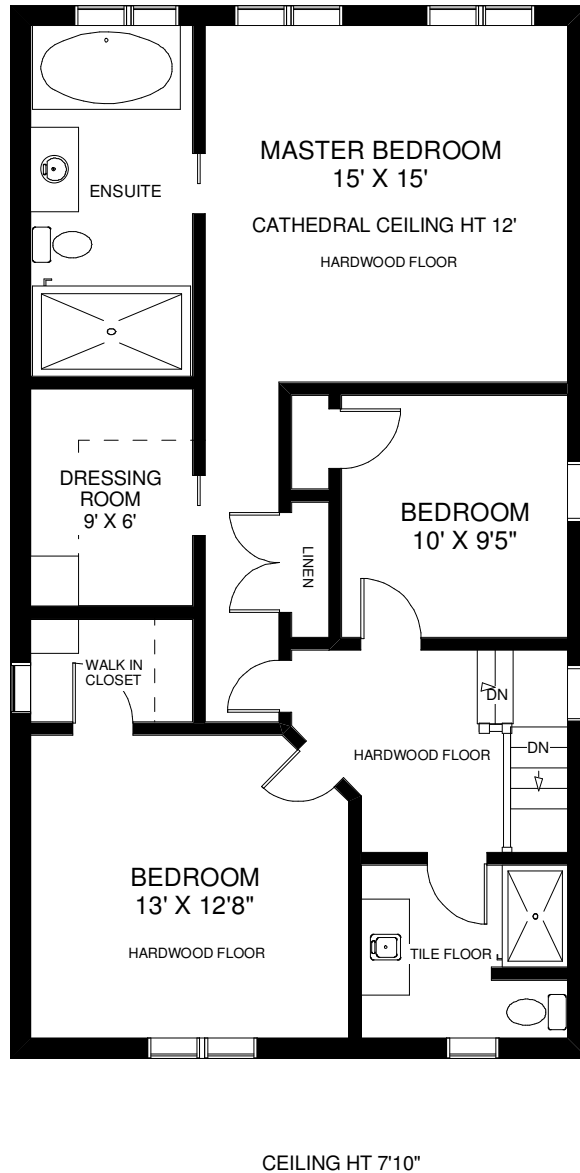 MASTER BEDROOM
15' X 15'
CATHEDRAL CEILING HT 12'
HARDWOOD FLOOR
ENSUITE
DRESSING
ROOM
9' X 6'
BEDROOM
10' X 9'5"
LINEN
WALK IN
CLOSET
DN
DN
HARDWOOD FLOOR
BEDROOM
13' X 12'8"
HARDWOOD FLOOR
TILE FLOOR
CEILING HT 7'10"